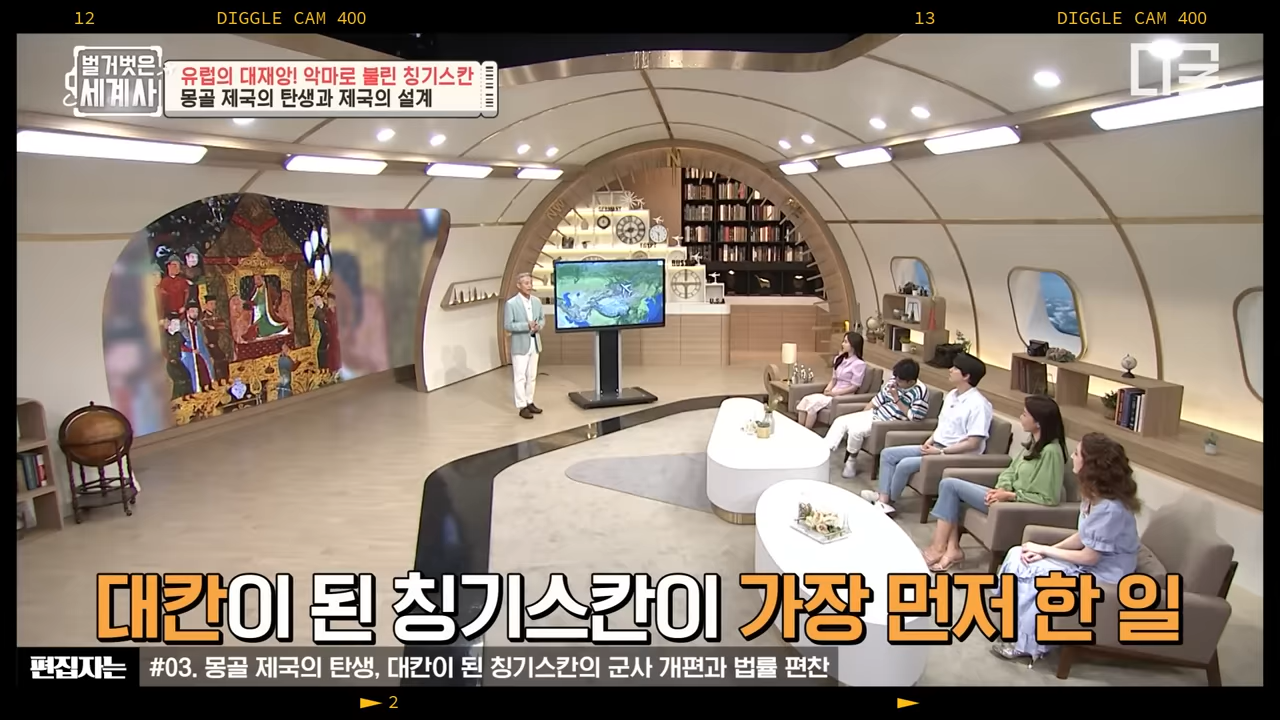 12 DIGGLE CAM 400 13 DIGGLE CAM 400
벌거벗은
세계사
유럽의 대재앙! 악마로 불린 칭기스칸
몽골 제국의 탄생과 제국의 설계
디글
N
대칸이 된 칭기스칸이 가장 먼저 한 일
편집자는 #03. 몽골 제국의 탄생, 대칸이 된 칭기스칸의 군사 개편과 법률 편찬
2